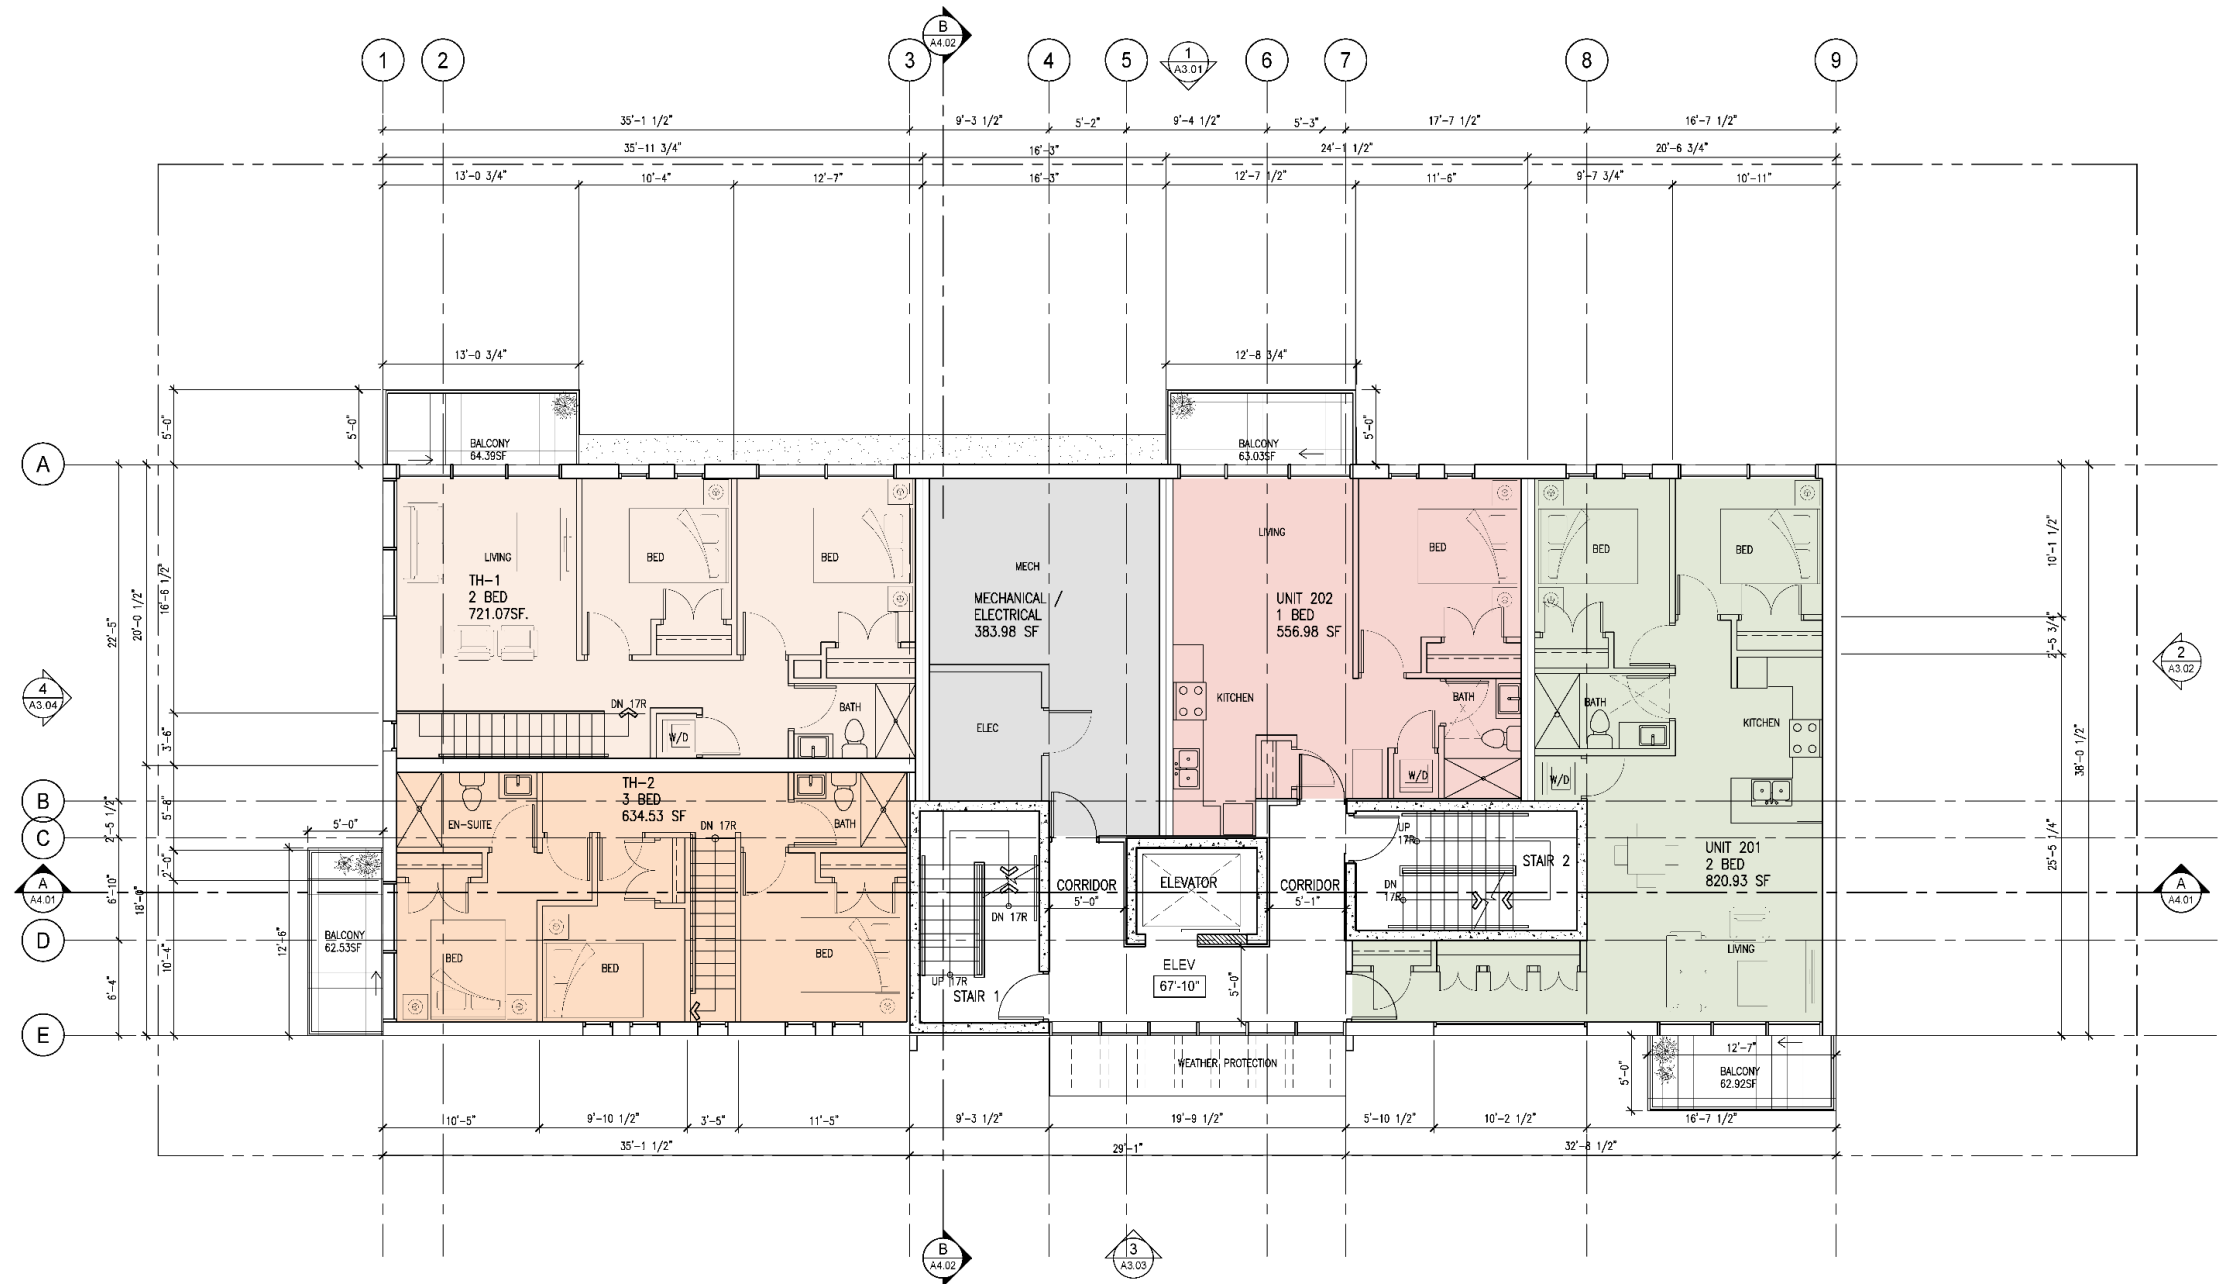 B
A4.02
1
2
3
4
5
1
A3.01
6
7
8
9
35'-1 1/2"
9'-3 1/2"
5'-2"
9'-4 1/2"
5'-3"
17'-7 1/2"
16'-7 1/2"
35'-11 3/4"
16'-3"
24'-1 1/2"
20'-6 3/4"
13'-0 3/4"
10'-4"
12'-7"
16'-3"
12'-7 1/2"
11'-6"
9'-7 3/4"
10'-11"
13'-0 3/4"
12'-8 3/4"
5'-0"
5'-0"
5'-0"
BALCONY
64.39SF
BALCONY
63.03SF
A
LIVING
BED
BED
TH-1
2 BED
721.07SF.
DN 17R
W/D
BATH
MECH
MECHANICAL /
ELECTRICAL
383.98 SF
ELEC
LIVING
BED
UNIT 202
1 BED
556.98 SF
KITCHEN
BATH
W/D
BED
BED
BATH
KITCHEN
W/D
22'-5"
20'-0 1/2"
16'-6 1/2"
3'-6"
10'-1 1/2"
2'-5 3/4"
38'-0 1/2"
25'-5 1/4"
4
A3.04
2
A3.02
B
C
A
A4.01
D
E
2'-5 1/2"
5'-8"
2'-0"
6'-10"
18'-0"
10'-4"
6'-4"
5'-0"
12'-6"
BALCONY
62.53SF
TH-2
3 BED
634.53 SF
EN-SUITE
DN 17R
BATH
BED
BED
BED
DN 17R
UP 17R
STAIR 1
CORRIDOR
5'-0"
ELEVATOR
CORRIDOR
5'-1"
ELEV
67'-10"
5'-0"
UP
17R
DN
17R
STAIR 2
UNIT 201
2 BED
820.93 SF
LIVING
A
A4.01
WEATHER PROTECTION
5'-0"
12'-7"
BALCONY
62.92SF
10'-5"
9'-10 1/2"
3'-5"
11'-5"
9'-3 1/2"
19'-9 1/2"
5'-10 1/2"
10'-2 1/2"
16'-7 1/2"
35'-1 1/2"
29'-1"
32'-8 1/2"
B
A4.02
3
A3.03